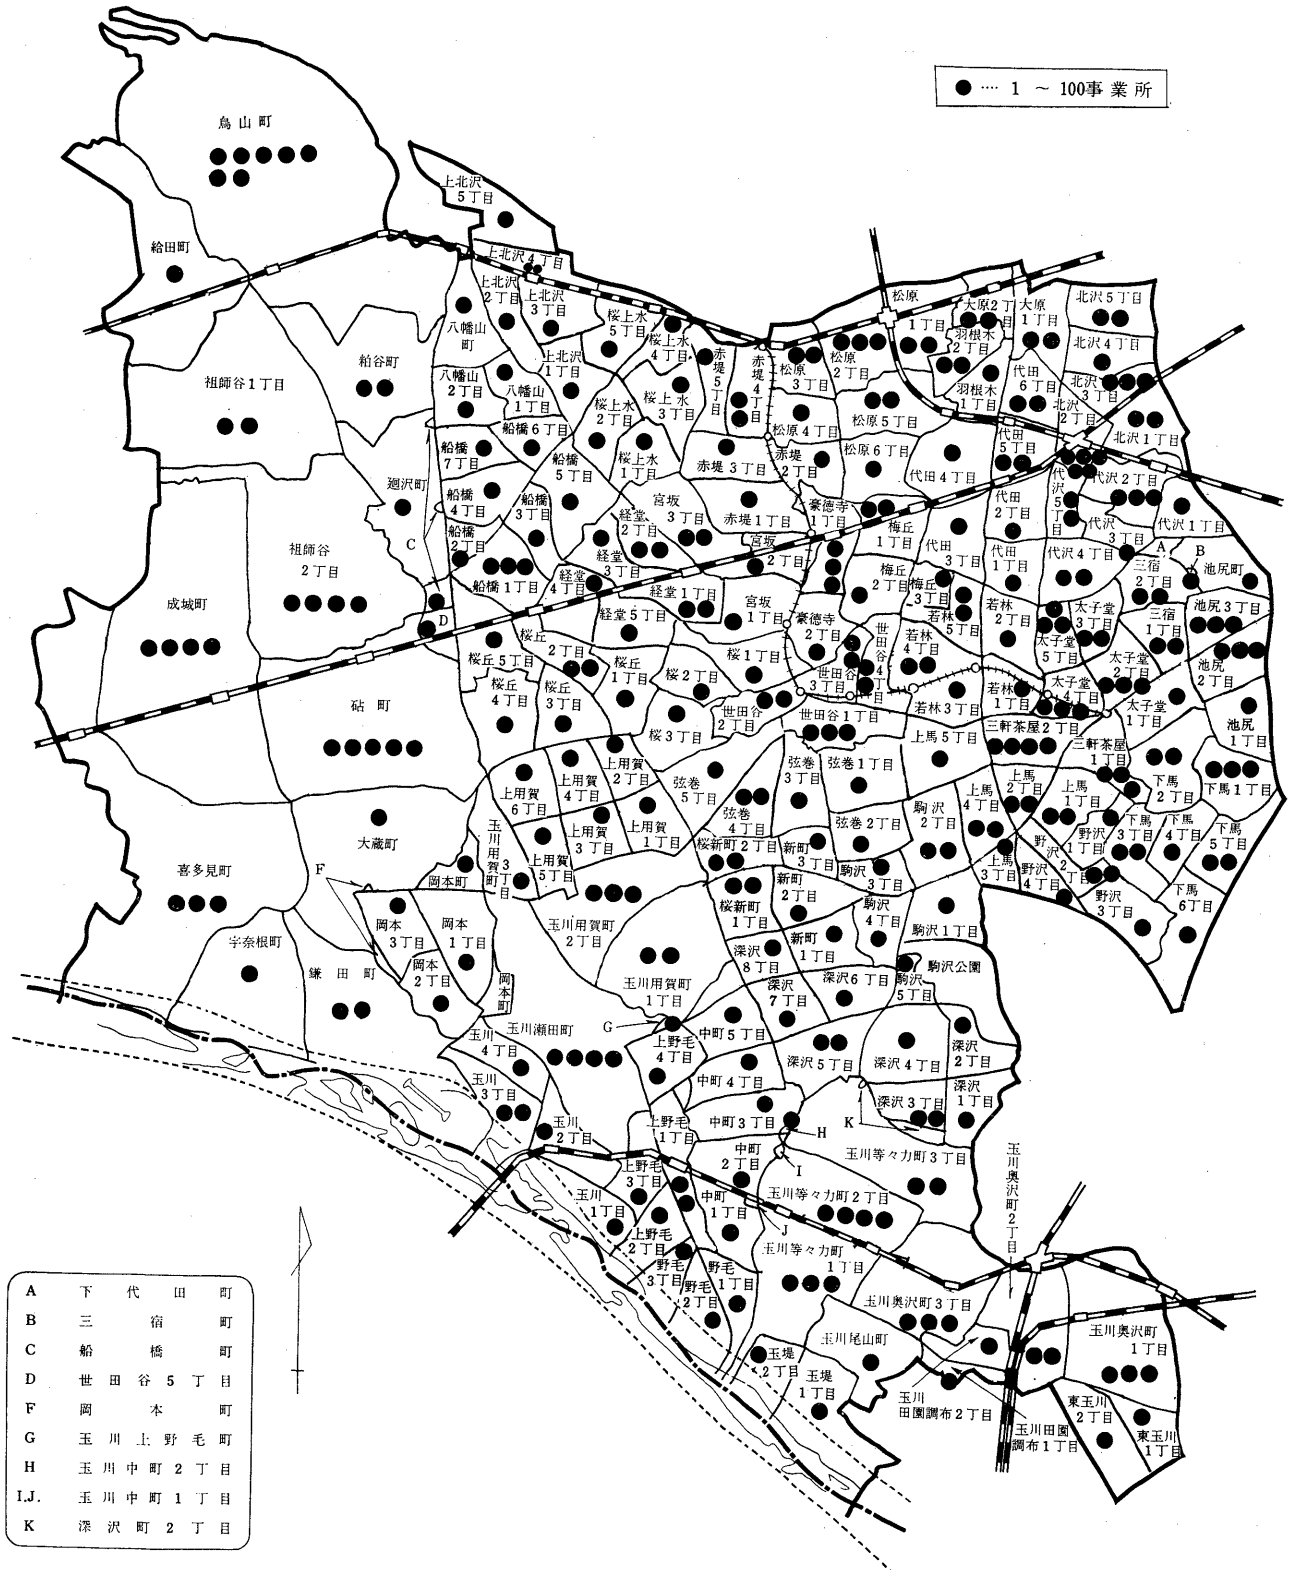 ●‥‥ 1 ～ 100事業所
烏山町
給田町
上北沢
5丁目
上北沢4丁目
上北沢
2丁目
上北沢
3丁目
上北沢
1丁目
八幡山
町
八幡山
2丁目
八幡山
1丁目
粕谷町
祖師谷1丁目
廻沢町
祖師谷
2丁目
成城町
砧町
大蔵町
喜多見町
宇奈根町
鎌田町
桜上水
5丁目
桜上水
4丁目
桜上水
3丁目
桜上水
2丁目
桜上水
1丁目
船橋6丁目
船橋
7丁目
船橋
5丁目
船橋
4丁目
船橋
3丁目
船橋
2丁目
船橋1丁目
赤堤5丁目
赤堤4丁目
赤堤3丁目
赤堤
2丁目
赤堤1丁目
松原
1丁目
松原
2丁目
松原
3丁目
松原4丁目
松原5丁目
松原6丁目
大原2丁目
大原
1丁目
羽根木
2丁目
羽根木
1丁目
北沢5丁目
北沢4丁目
北沢
3丁目
北沢
2丁目
北沢1丁目
代田
6丁目
代田
5丁目
代田4丁目
代田
3丁目
代田
2丁目
代田
1丁目
代沢5丁目
代沢2丁目
代沢1丁目
代沢
3丁目
代沢4丁目
A
B
池尻町
三宿
2丁目
三宿
1丁目
池尻3丁目
池尻
2丁目
池尻
1丁目
宮坂
3丁目
宮坂
2丁目
宮坂
1丁目
経堂
2丁目
経堂
3丁目
経堂
4丁目
経堂1丁目
経堂5丁目
豪徳寺
1丁目
豪徳寺
2丁目
梅丘
1丁目
梅丘
2丁目
梅丘
3丁目
若林
5丁目
若林
4丁目
若林
2丁目
若林
1丁目
若林3丁目
太子堂
3丁目
太子堂
5丁目
太子堂
2丁目
太子堂
4丁目
太子堂
1丁目
三軒茶屋2丁目
三軒茶屋
1丁目
世田谷
4丁目
世田谷
3丁目
世田谷
2丁目
世田谷1丁目
C
D
桜丘5丁目
桜丘
2丁目
桜丘
1丁目
桜丘
4丁目
桜丘
3丁目
桜1丁目
桜2丁目
桜3丁目
上用賀
6丁目
上用賀
4丁目
上用賀
2丁目
上用賀
5丁目
上用賀
3丁目
上用賀
1丁目
弦巻
5丁目
弦巻
4丁目
弦巻
3丁目
弦巻1丁目
弦巻2丁目
上馬5丁目
上馬
4丁目
上馬
2丁目
上馬
1丁目
上馬
3丁目
下馬
2丁目
下馬1丁目
下馬
3丁目
下馬
4丁目
下馬
5丁目
下馬
6丁目
野沢
1丁目
野沢
2丁目
野沢
4丁目
野沢
3丁目
駒沢
2丁目
駒沢
3丁目
駒沢
4丁目
駒沢1丁目
駒沢公園
駒沢
5丁目
桜新町2丁目
桜新町
1丁目
新町
3丁目
新町
2丁目
新町
1丁目
玉川用賀町3丁目
玉川用賀町
2丁目
玉川用賀町
1丁目
F
岡本町
岡本
3丁目
岡本
1丁目
岡本
2丁目
岡本町
深沢
8丁目
深沢
7丁目
深沢6丁目
深沢5丁目
深沢4丁目
深沢
2丁目
深沢
1丁目
深沢3丁目
K
玉川瀬田町
G
玉川
4丁目
玉川
3丁目
玉川
2丁目
玉川
1丁目
上野毛
4丁目
上野毛
1丁目
上野毛
3丁目
上野毛
2丁目
中町5丁目
中町4丁目
中町3丁目
中町
2丁目
中町
1丁目
H
I
J
野毛
3丁目
野毛
1丁目
野毛
2丁目
玉川等々力町3丁目
玉川等々力町2丁目
玉川等々力町
1丁目
玉川奥沢町2丁目
玉川奥沢町3丁目
玉川奥沢町
1丁目
玉川尾山町
玉堤
2丁目
玉堤
1丁目
玉川
田園調布2丁目
玉川田園
調布1丁目
東玉川
2丁目
東玉川
1丁目
A 下代田町
B 三宿町
C 船橋町
D 世田谷5丁目
F 岡本町
G 玉川上野毛町
H 玉川中町2丁目
I.J. 玉川中町1丁目
K 深沢町2丁目